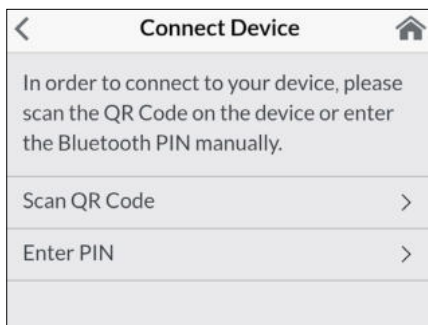 Connect Device
In order to connect to your device, please
scan the QR Code on the device or enter
the Bluetooth PIN manually.
Scan QR Code
Enter PIN